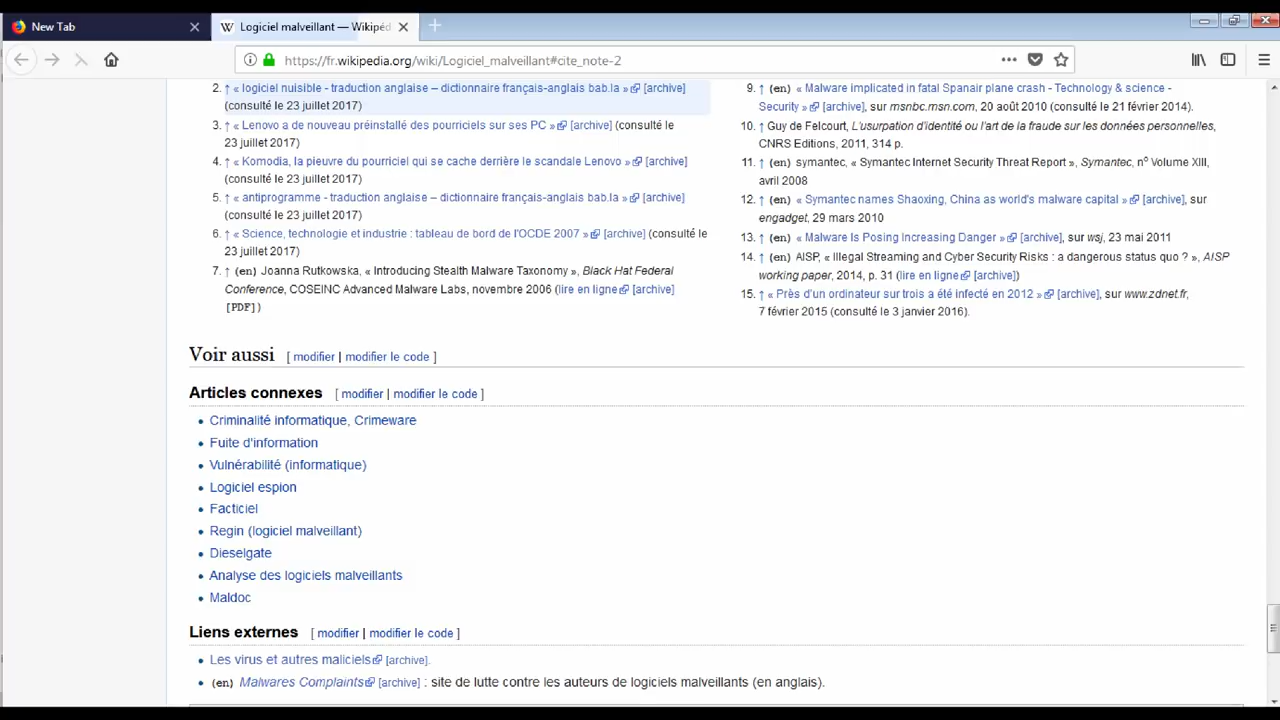 New Tab
Logiciel malveillant — Wikipéd
https://fr.wikipedia.org/wiki/Logiciel_malveillant#cite_note-2
2. ↑ « logiciel nuisible - traduction anglaise – dictionnaire français-anglais bab.la » [archive]
(consulté le 23 juillet 2017)
3. ↑ « Lenovo a de nouveau préinstallé des pourriciels sur ses PC » [archive] (consulté le
23 juillet 2017)
4. ↑ « Komodia, la pieuvre du pourriciel qui se cache derrière le scandale Lenovo » [archive]
(consulté le 23 juillet 2017)
5. ↑ « antiprogramme - traduction anglaise – dictionnaire français-anglais bab.la » [archive]
(consulté le 23 juillet 2017)
6. ↑ « Science, technologie et industrie : tableau de bord de l'OCDE 2007 » [archive] (consulté le
23 juillet 2017)
7. ↑ (en) Joanna Rutkowska, « Introducing Stealth Malware Taxonomy », Black Hat Federal
Conference, COSEINC Advanced Malware Labs, novembre 2006 (lire en ligne [archive]
[PDF])
9. ↑ (en) « Malware implicated in fatal Spanair plane crash - Technology & science -
Security » [archive], sur msnbc.msn.com, 20 août 2010 (consulté le 21 février 2014).
10. ↑ Guy de Felcourt, L'usurpation d'identité ou l'art de la fraude sur les données personnelles,
CNRS Editions, 2011, 314 p.
11. ↑ (en) symantec, « Symantec Internet Security Threat Report », Symantec, nº Volume XIII,
avril 2008
12. ↑ (en) « Symantec names Shaoxing, China as world's malware capital » [archive], sur
engadget, 29 mars 2010
13. ↑ (en) « Malware Is Posing Increasing Danger » [archive], sur wsj, 23 mai 2011
14. ↑ (en) AISP, « Illegal Streaming and Cyber Security Risks : a dangerous status quo ? », AISP
working paper, 2014, p. 31 (lire en ligne [archive])
15. ↑ « Près d'un ordinateur sur trois a été infecté en 2012 » [archive], sur www.zdnet.fr,
7 février 2015 (consulté le 3 janvier 2016).
Voir aussi [ modifier | modifier le code ]
Articles connexes [ modifier | modifier le code ]
• Criminalité informatique, Crimeware
• Fuite d'information
• Vulnérabilité (informatique)
• Logiciel espion
• Facticiel
• Regin (logiciel malveillant)
• Dieselgate
• Analyse des logiciels malveillants
• Maldoc
Liens externes [ modifier | modifier le code ]
• Les virus et autres maliciels [archive].
• (en) Malwares Complaints [archive] : site de lutte contre les auteurs de logiciels malveillants (en anglais).